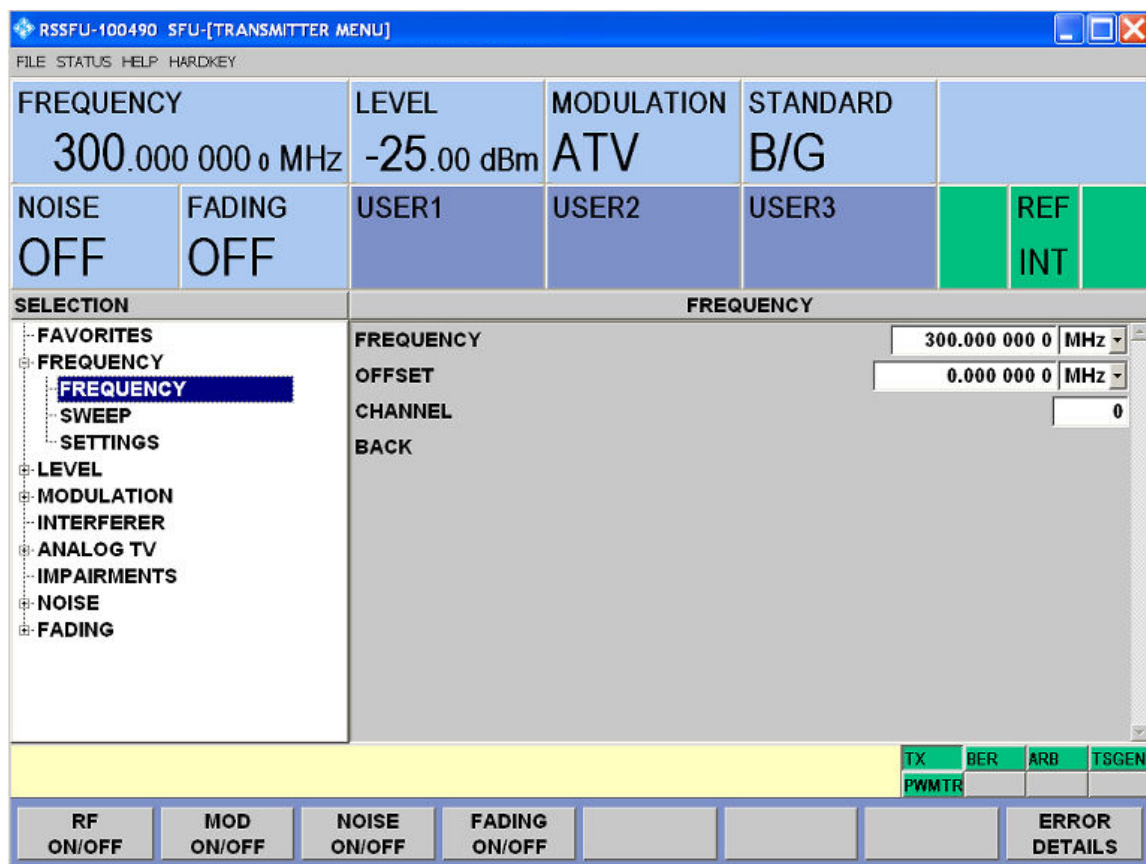 RSSFU-100490 SFU-[TRANSMITTER MENU]
FILE STATUS HELP HARDKEY
FREQUENCY LEVEL MODULATION STANDARD
300.000 000 0 MHz -25.00 dBm ATV B/G
NOISE FADING USER1 USER2 USER3 REF
OFF OFF INT
SELECTION FREQUENCY
FAVORITES
FREQUENCY
FREQUENCY
SWEEP
SETTINGS
LEVEL
MODULATION
INTERFERER
ANALOG TV
IMPAIRMENTS
NOISE
FADING
FREQUENCY 300.000 000 0 MHz
OFFSET 0.000 000 0 MHz
CHANNEL 0
BACK
TX BER ARB TSGEN
PWMTR
RF MOD NOISE FADING ERROR
ON/OFF ON/OFF ON/OFF ON/OFF DETAILS